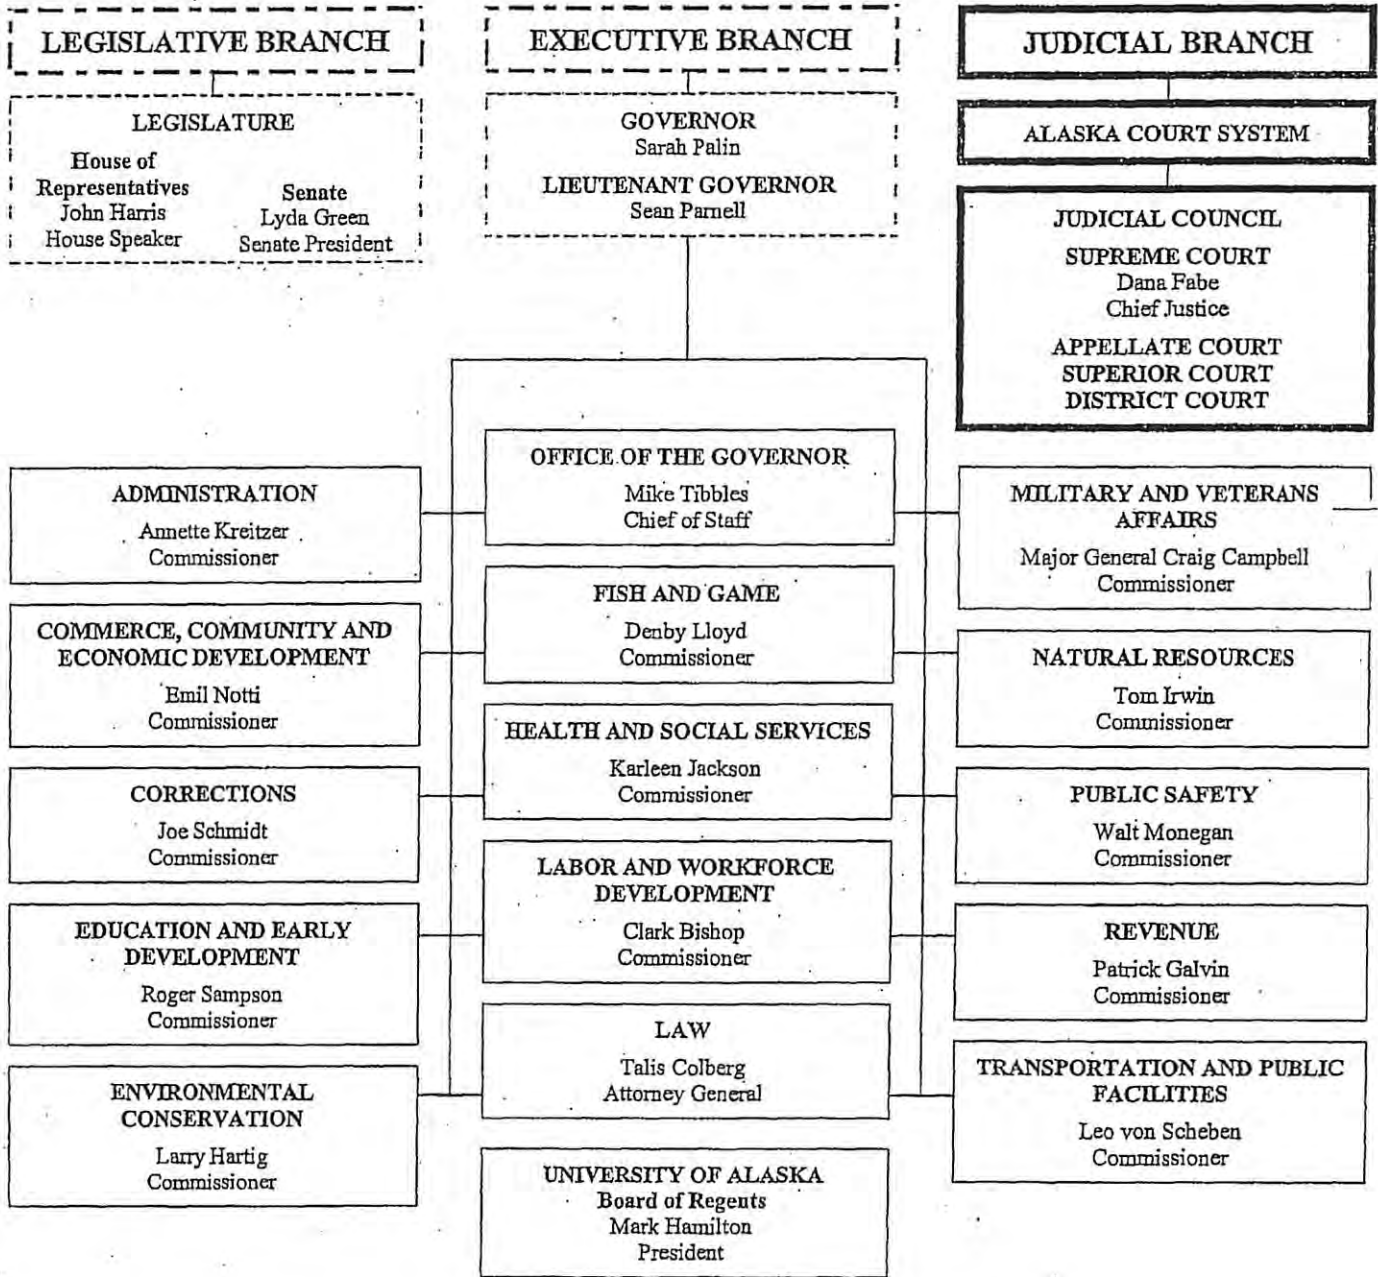 LEGISLATIVE BRANCH
LEGISLATURE
House of
Representatives
John Harris
House Speaker
Senate
Lyda Green
Senate President
EXECUTIVE BRANCH
GOVERNOR
Sarah Palin
LIEUTENANT GOVERNOR
Sean Parnell
JUDICIAL BRANCH
ALASKA COURT SYSTEM
JUDICIAL COUNCIL
SUPREME COURT
Dana Fabe
Chief Justice
APPELLATE COURT
SUPERIOR COURT
DISTRICT COURT
ADMINISTRATION
Annette Kreitzer
Commissioner
COMMERCE, COMMUNITY AND
ECONOMIC DEVELOPMENT
Emil Notti
Commissioner
CORRECTIONS
Joe Schmidt
Commissioner
EDUCATION AND EARLY
DEVELOPMENT
Roger Sampson
Commissioner
ENVIRONMENTAL
CONSERVATION
Larry Hartig
Commissioner
OFFICE OF THE GOVERNOR
Mike Tibbles
Chief of Staff
FISH AND GAME
Denby Lloyd
Commissioner
HEALTH AND SOCIAL SERVICES
Karleen Jackson
Commissioner
LABOR AND WORKFORCE
DEVELOPMENT
Clark Bishop
Commissioner
LAW
Talis Colberg
Attorney General
UNIVERSITY OF ALASKA
Board of Regents
Mark Hamilton
President
MILITARY AND VETERANS
AFFAIRS
Major General Craig Campbell
Commissioner
NATURAL RESOURCES
Tom Irwin
Commissioner
PUBLIC SAFETY
Walt Monegan
Commissioner
REVENUE
Patrick Galvin
Commissioner
TRANSPORTATION AND PUBLIC
FACILITIES
Leo von Scheben
Commissioner